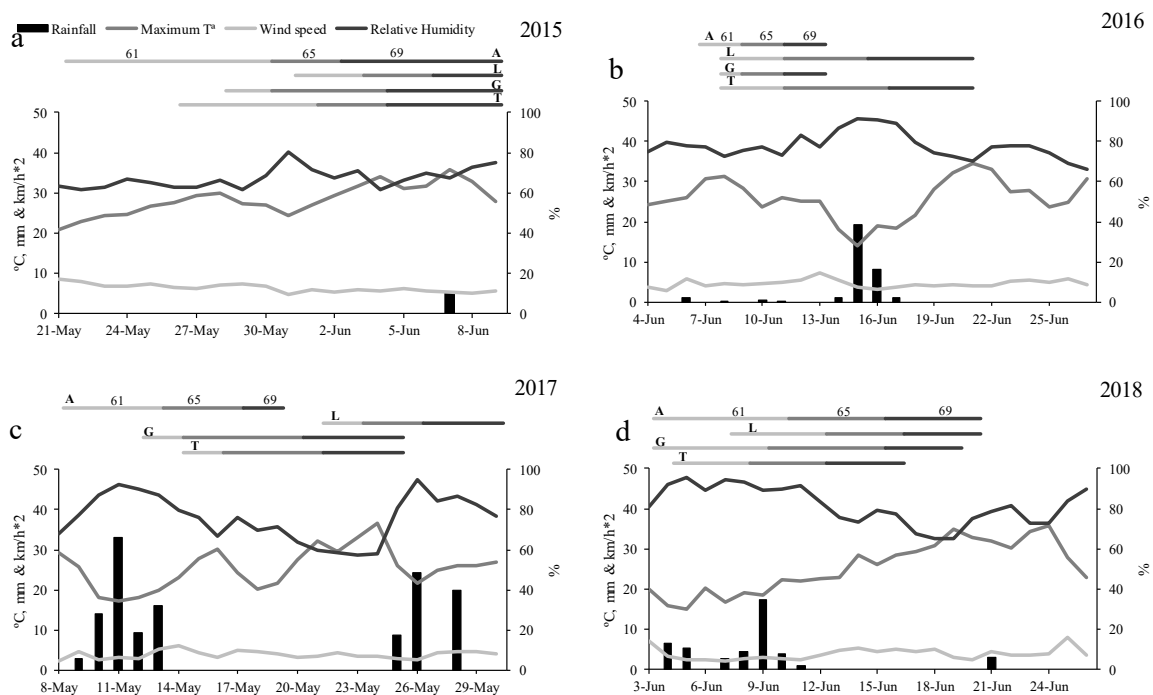 Rainfall Maximum Tª Wind speed Relative Humidity
a
2015
61 65 69 A
L
G
T
50 100
40 80
30 60
20 40
10 20
0 0
ºC, mm & km/h*2
%
21-May 24-May 27-May 30-May 2-Jun 5-Jun 8-Jun
2016
A 61 65 69
b
L
G
T
50 100
40 80
30 60
20 40
10 20
0 0
ºC, mm & km/h*2
%
4-Jun 7-Jun 10-Jun 13-Jun 16-Jun 19-Jun 22-Jun 25-Jun
2017
A 61 65 69
L
c
G
T
50 100
40 80
30 60
20 40
10 20
0 0
ºC, mm & km/h*2
%
8-May 11-May 14-May 17-May 20-May 23-May 26-May 29-May
2018
A 61 65 69
d
L
G
T
50 100
40 80
30 60
20 40
10 20
0 0
ºC, mm & km/h*2
%
3-Jun 6-Jun 9-Jun 12-Jun 15-Jun 18-Jun 21-Jun 24-Jun